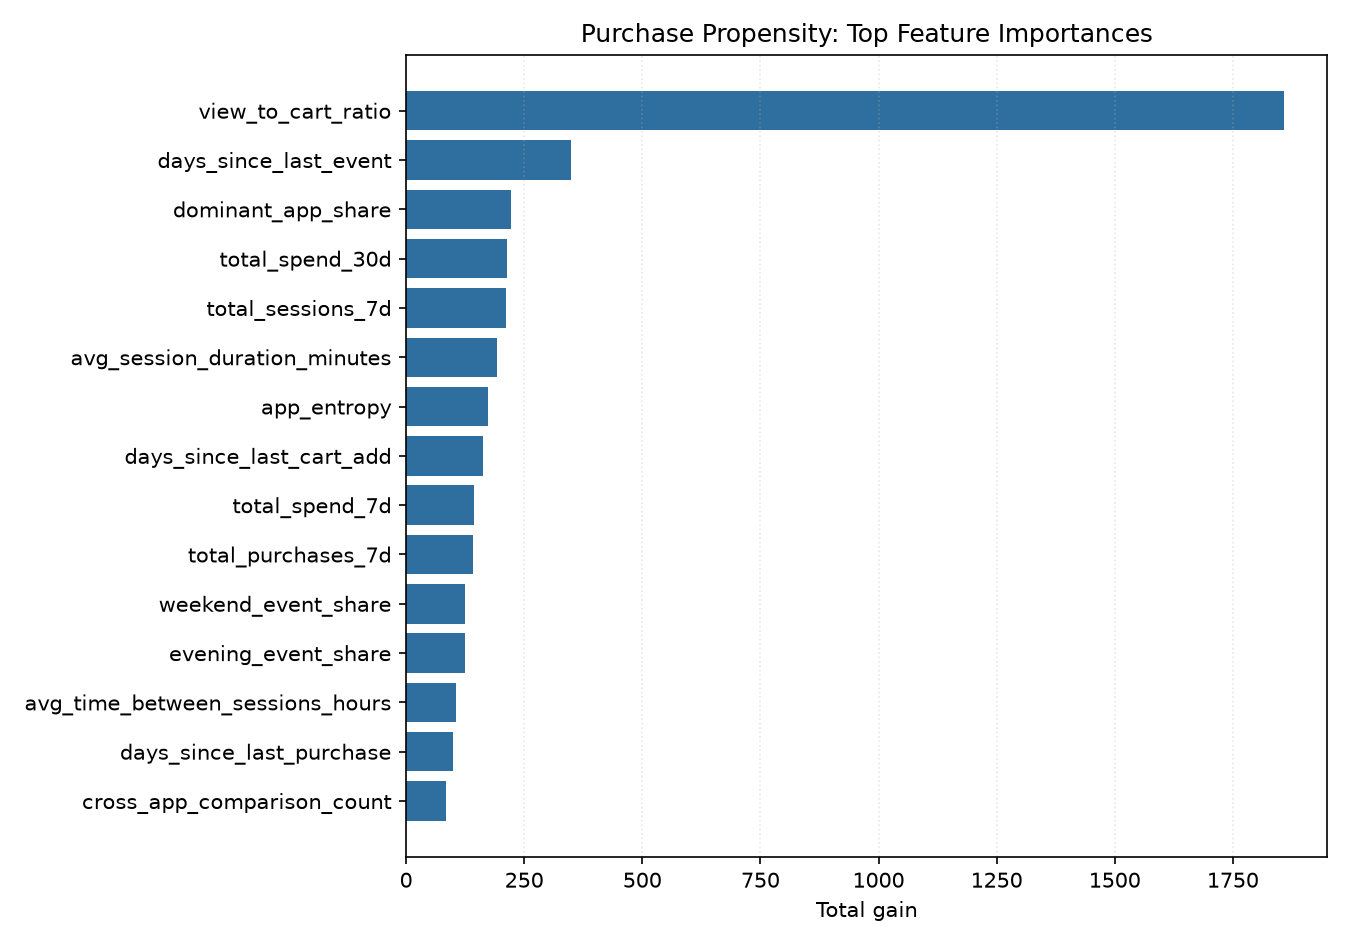 Purchase Propensity: Top Feature Importances
view_to_cart_ratio
days_since_last_event
dominant_app_share
total_spend_30d
total_sessions_7d
avg_session_duration_minutes
app_entropy
days_since_last_cart_add
total_spend_7d
total_purchases_7d
weekend_event_share
evening_event_share
avg_time_between_sessions_hours
days_since_last_purchase
cross_app_comparison_count
0 250 500 750 1000 1250 1500 1750
Total gain